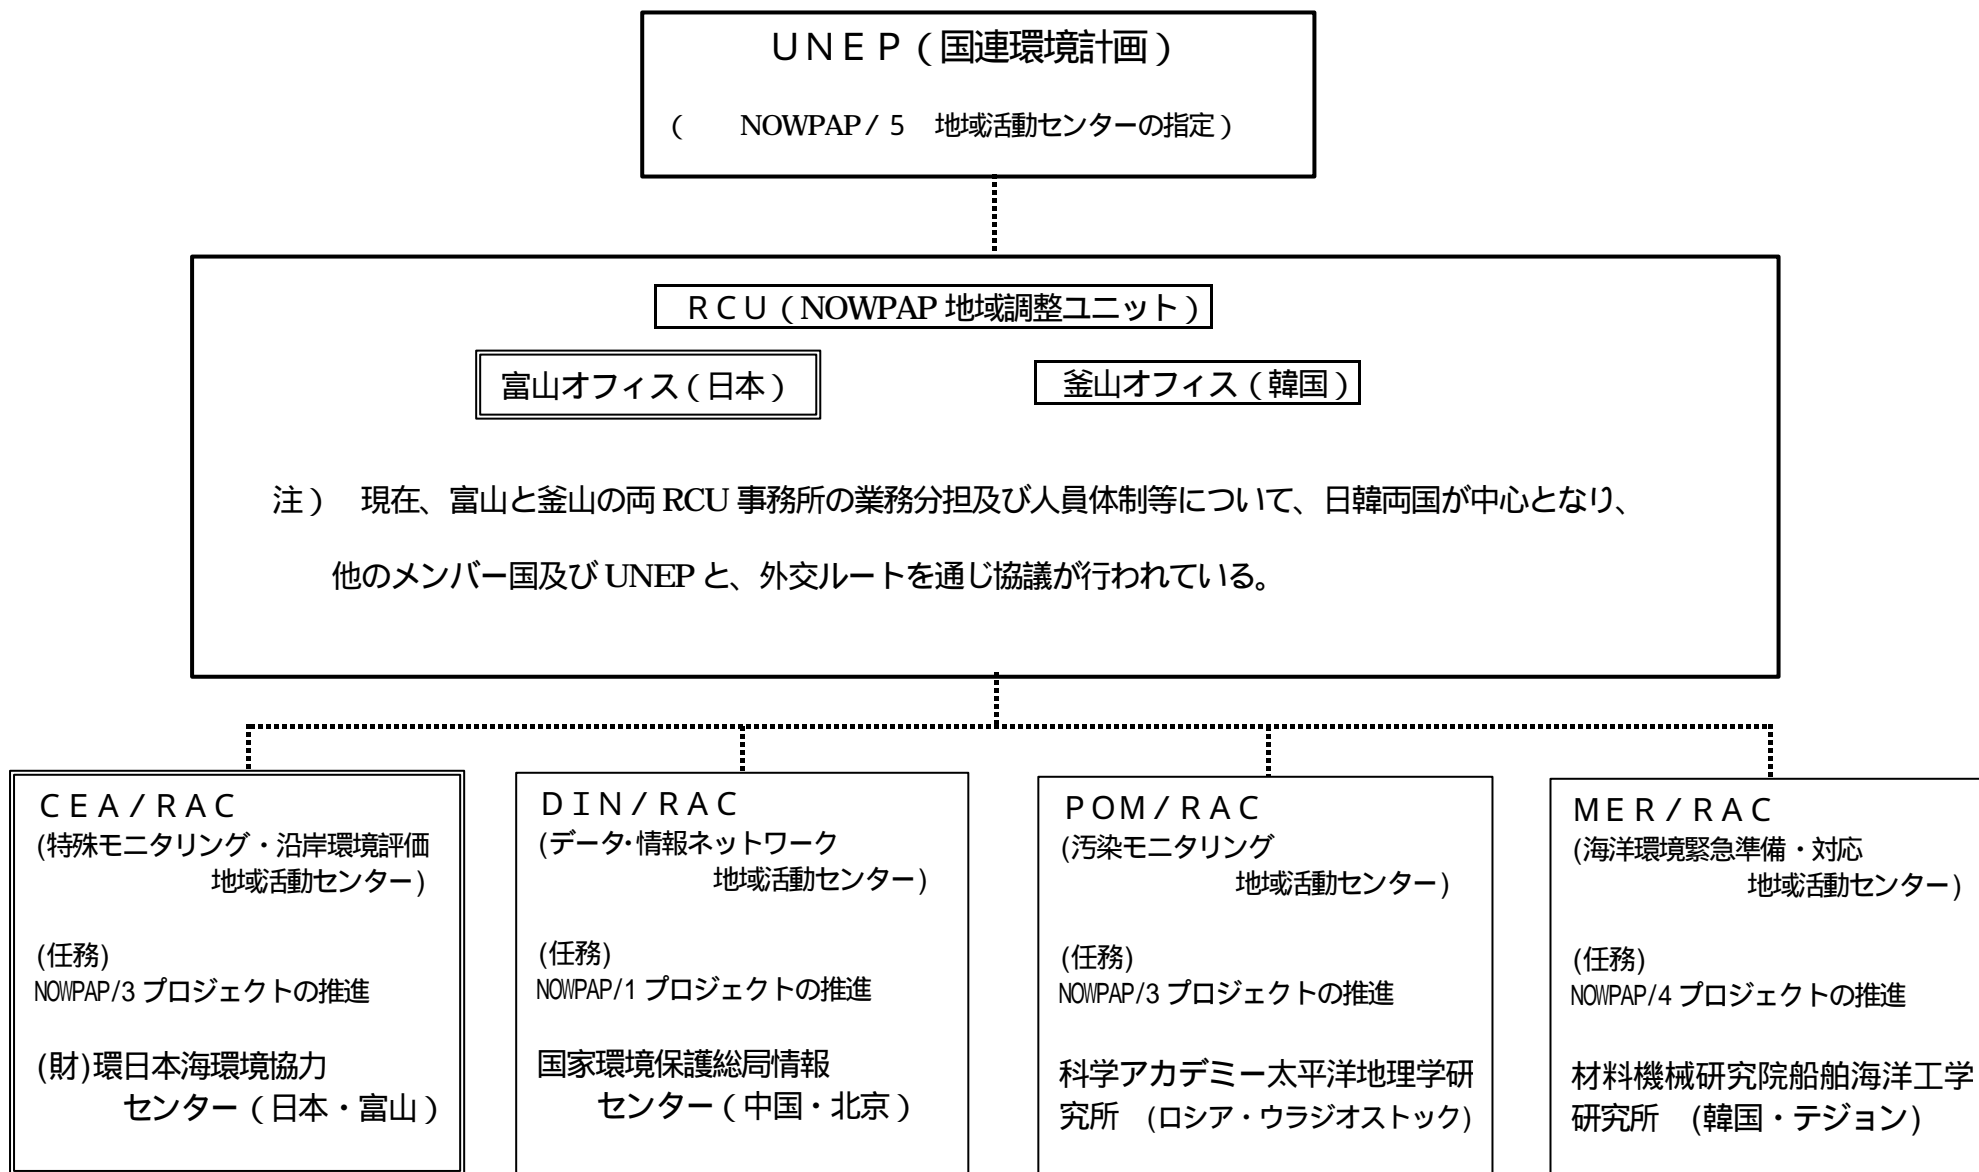 ＵＮＥＰ（国連環境計画）
(　　NOWPAP/５　地域活動センターの指定）
ＲＣＵ（NOWPAP 地域調整ユニット）
富山オフィス（日本）
釜山オフィス（韓国）
注）　現在、富山と釜山の両 RCU 事務所の業務分担及び人員体制等について、日韓両国が中心となり、
他のメンバー国及び UNEP と、外交ルートを通じ協議が行われている。
ＣＥＡ/ＲＡＣ
(特殊モニタリング・沿岸環境評価
地域活動センター)
(任務)
NOWPAP/3 プロジェクトの推進
(財)環日本海環境協力
センター（日本・富山）
ＤＩＮ/ＲＡＣ
(データ・情報ネットワーク
地域活動センター)
(任務)
NOWPAP/1 プロジェクトの推進
国家環境保護総局情報
センター（中国・北京）
ＰＯＭ/ＲＡＣ
(汚染モニタリング
地域活動センター)
(任務)
NOWPAP/3 プロジェクトの推進
科学アカデミー太平洋地理学研
究所　(ロシア・ウラジオストック)
ＭＥＲ/ＲＡＣ
(海洋環境緊急準備・対応
地域活動センター)
(任務)
NOWPAP/4 プロジェクトの推進
材料機械研究院船舶海洋工学
研究所　(韓国・テジョン)